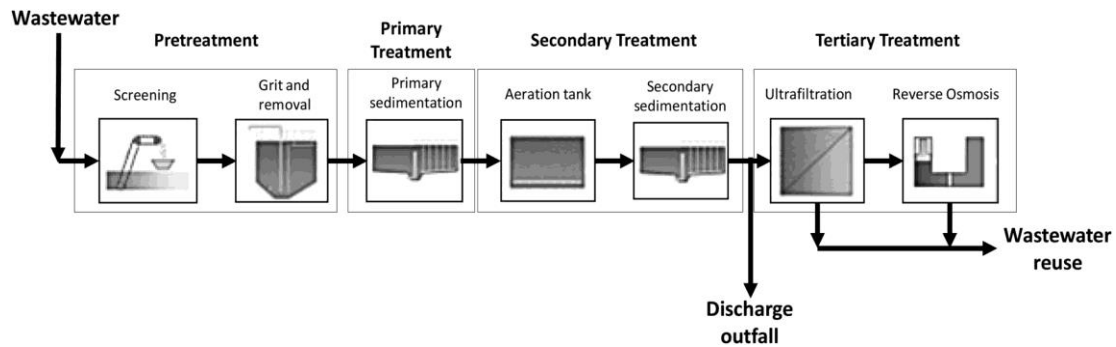 Wastewater
Pretreatment
Primary
Treatment
Secondary Treatment
Tertiary Treatment
Screening
Grit and
removal
Primary
sedimentation
Aeration tank
Secondary
sedimentation
Ultrafiltration
Reverse Osmosis
Wastewater
reuse
Discharge
outfall